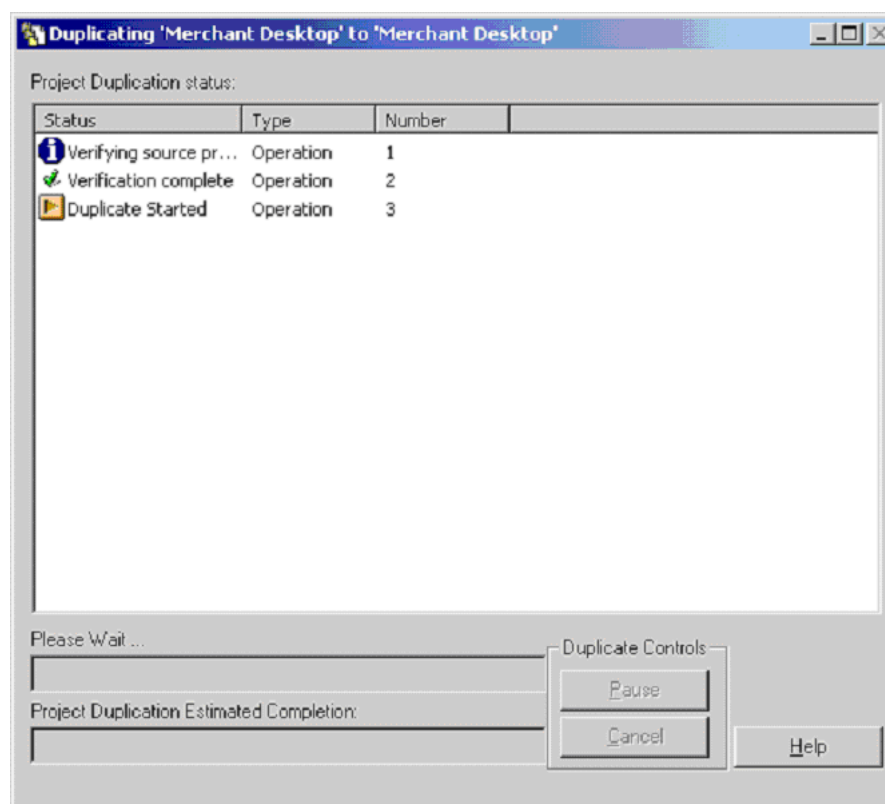 Duplicating 'Merchant Desktop' to 'Merchant Desktop'
Project Duplication status:
Status Type Number
Verifying source pr... Operation 1
Verification complete Operation 2
Duplicate Started Operation 3
Please Wait ...
Duplicate Controls
Pause
Project Duplication Estimated Completion:
Cancel
Help